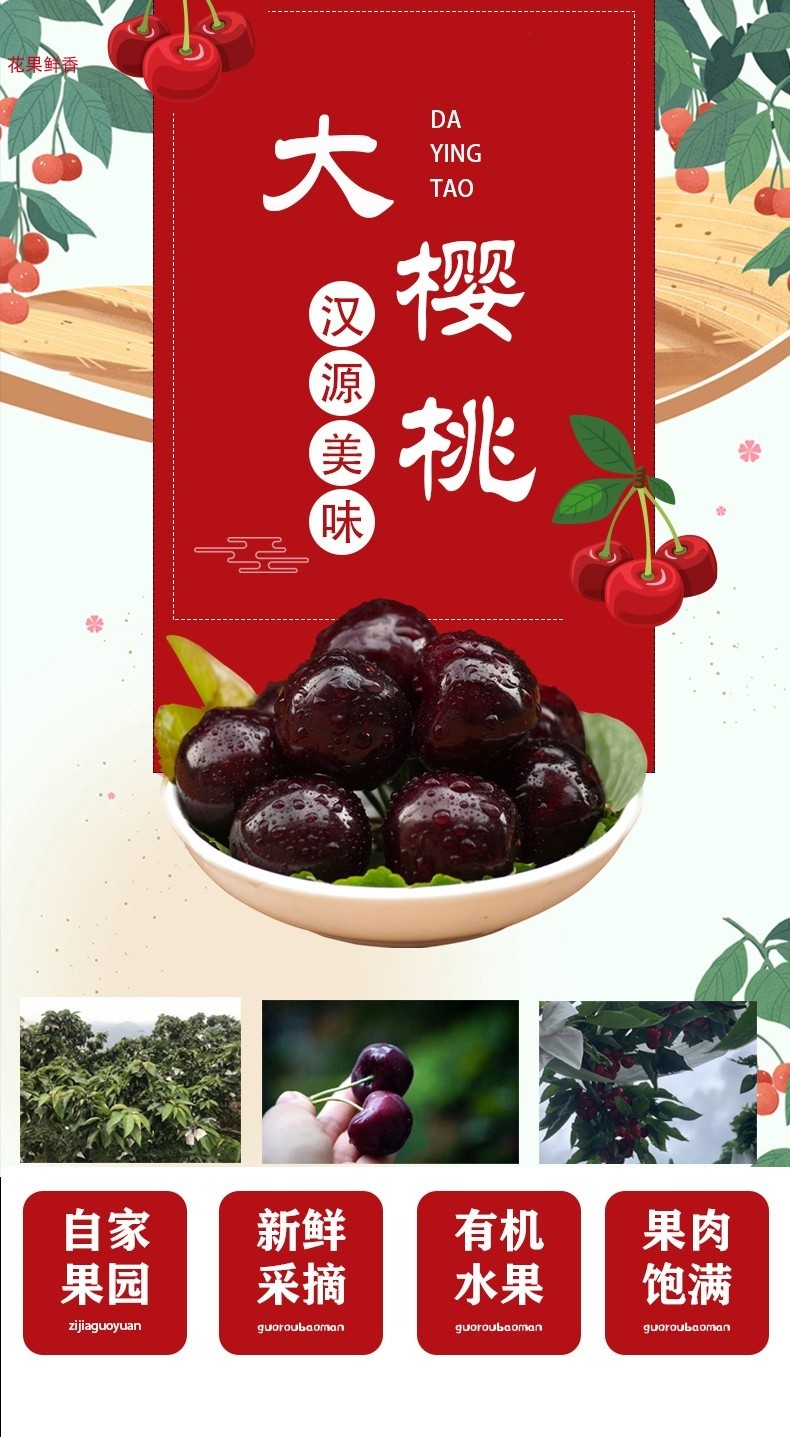 花果鲜香
大
樱
桃
DA
YING
TAO
汉
源
美
味
自家
果园
zijiaguoyuan
新鲜
采摘
guoroubaoman
有机
水果
guoroubaoman
果肉
饱满
guoroubaoman